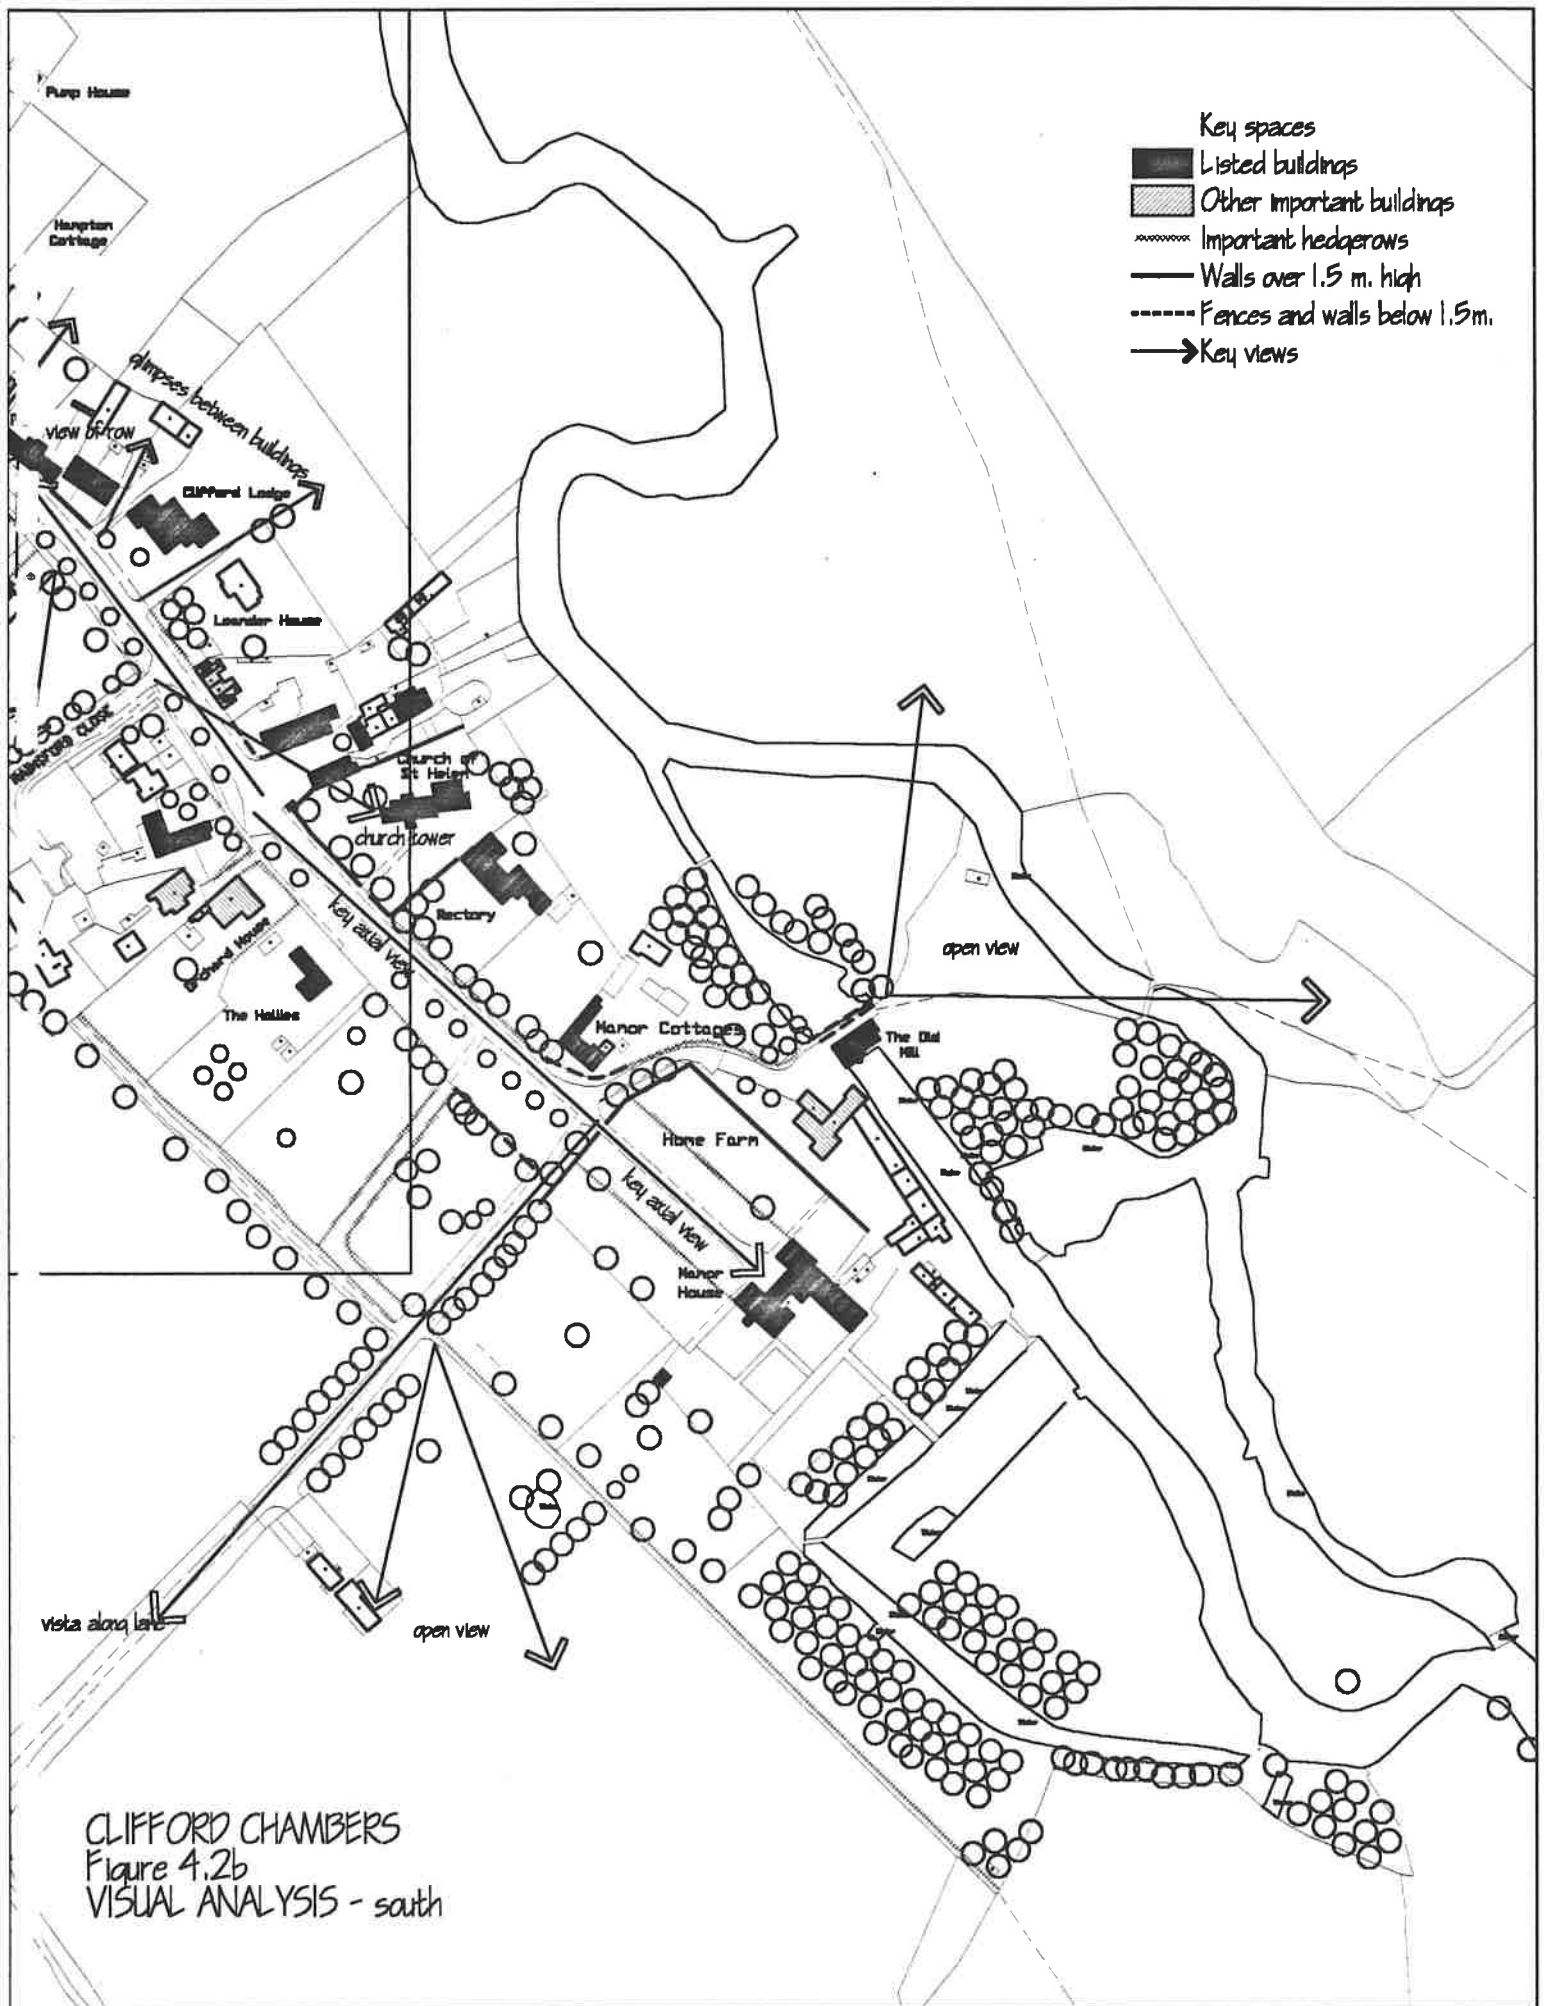 Pump House
Key spaces
Listed buildings
Other important buildings
Important hedgerows
Walls over 1.5 m. high
Fences and walls below 1.5m.
Key views
Hampton
Cottage
glimpses between buildings
view of row
Clifford Lodge
Leander House
RAINSFORD CLOSE
Church of
St Helen
church tower
Rectory
key axial view
Orchard House
The Hollies
Manor Cottages
open view
The Old
Mill
Home Farm
key axial view
Manor
House
vista along lane
open view
CLIFFORD CHAMBERS
Figure 4.2b
VISUAL ANALYSIS - south